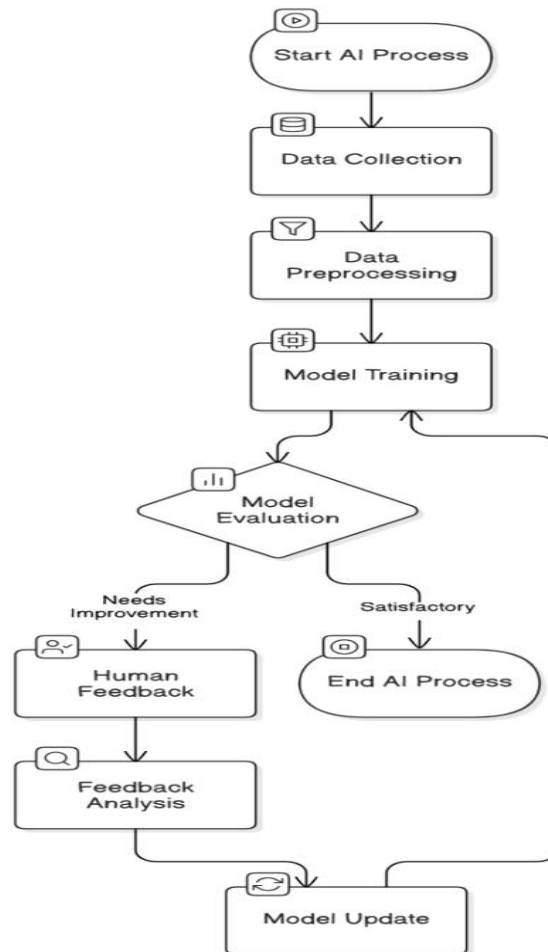 Start AI Process
Data Collection
Data
Preprocessing
Model Training
Model
Evaluation
Needs
Improvement
Satisfactory
Human
Feedback
End AI Process
Feedback
Analysis
Model Update